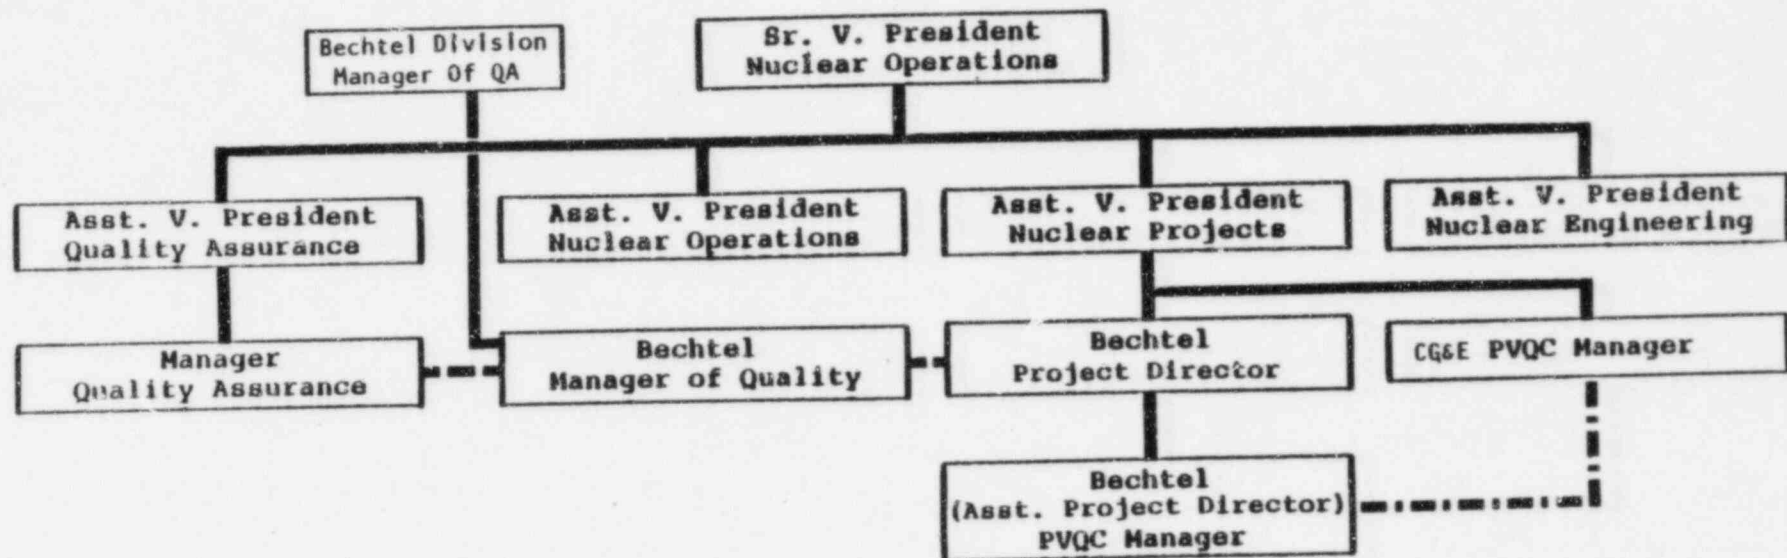 Bechtel Division
Manager Of QA
Sr. V. President
Nuclear Operations
Asst. V. President
Quality Assurance
Asst. V. President
Nuclear Operations
Asst. V. President
Nuclear Projects
Asst. V. President
Nuclear Engineering
Manager
Quality Assurance
Bechtel
Manager of Quality
Bechtel
Project Director
CG&E PVQC Manager
Bechtel
(Asst. Project Director)
PVQC Manager